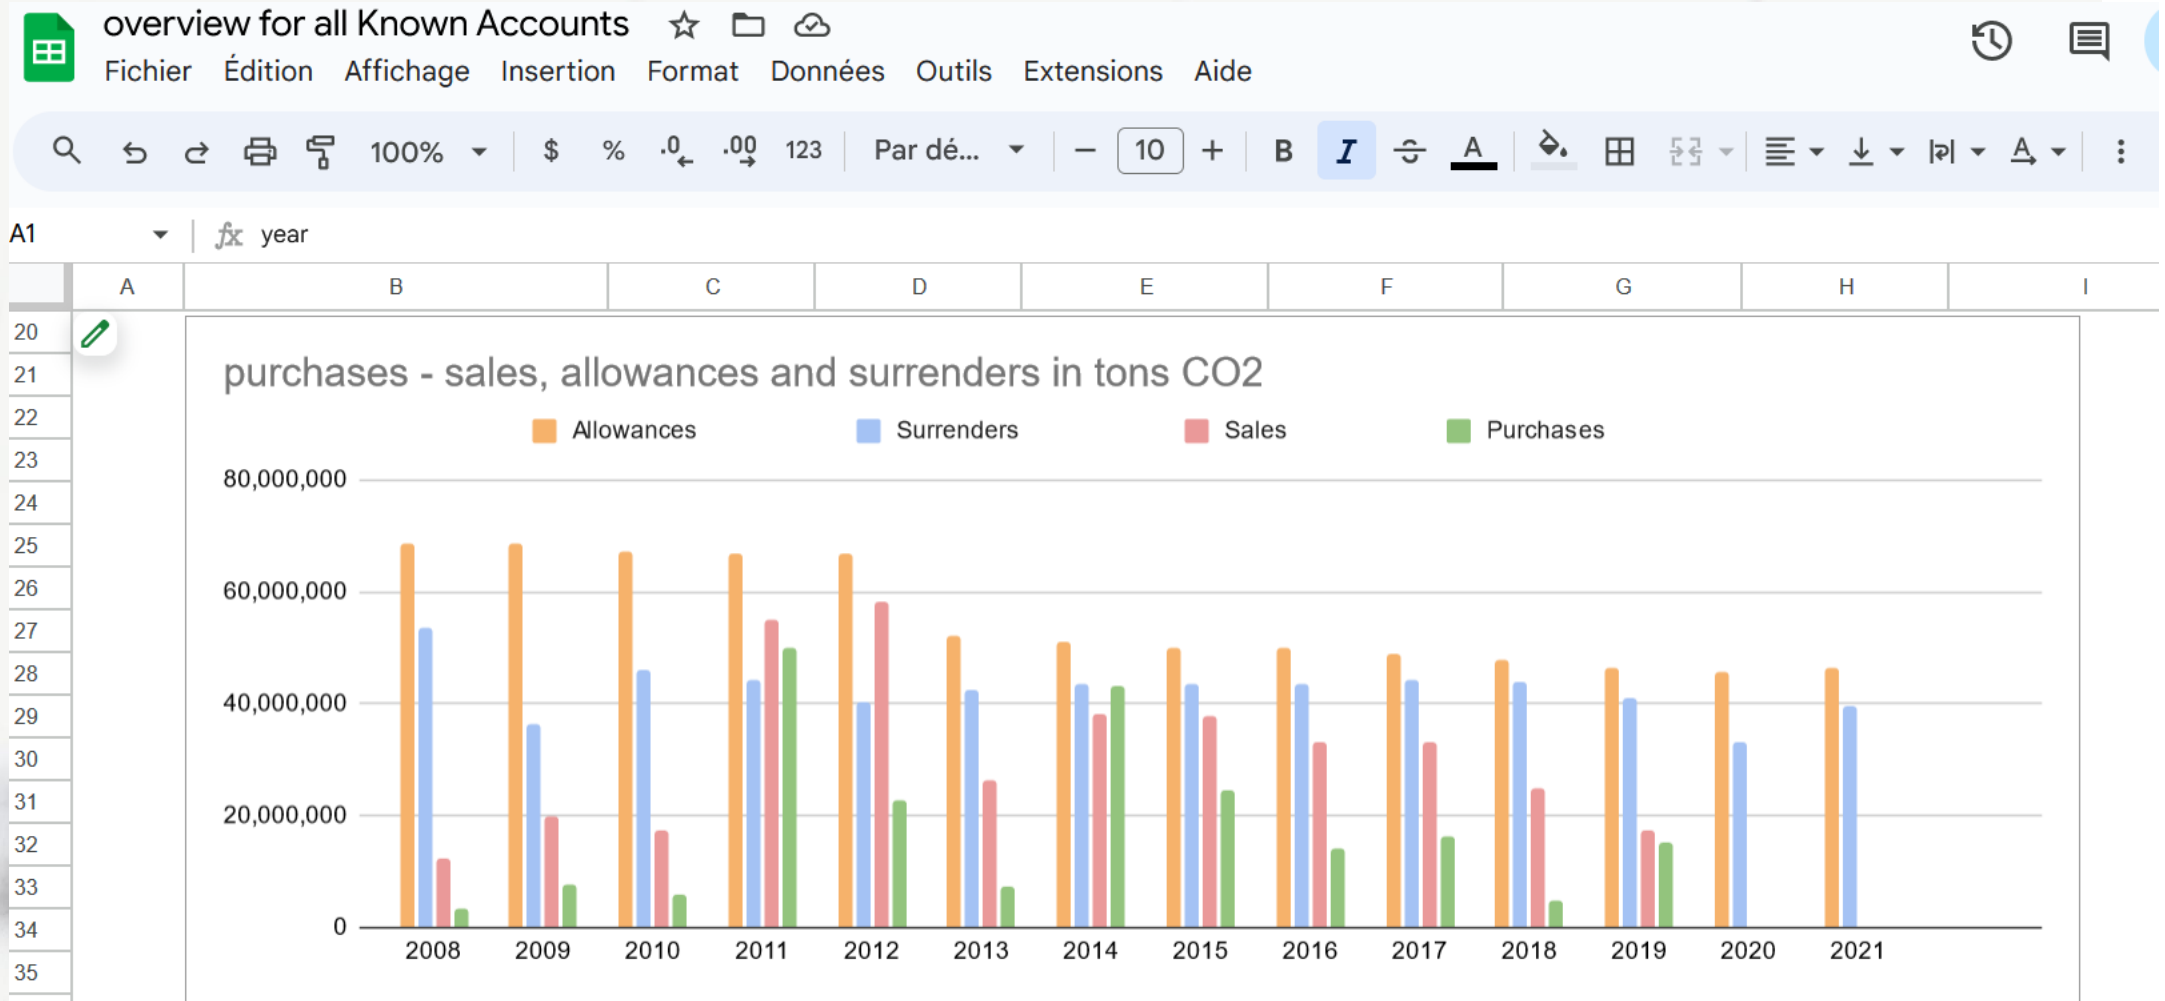 overview for all Known Accounts
Fichier Édition Affichage Insertion Format Données Outils Extensions Aide
100% $ % .0 .00 123 Par dé... − 10 + B I S A
A1 fx year
A B C D E F G H I
20
21
22
23
24
25
26
27
28
29
30
31
32
33
34
35
purchases - sales, allowances and surrenders in tons CO2
Allowances Surrenders Sales Purchases
80,000,000
60,000,000
40,000,000
20,000,000
0
2008 2009 2010 2011 2012 2013 2014 2015 2016 2017 2018 2019 2020 2021